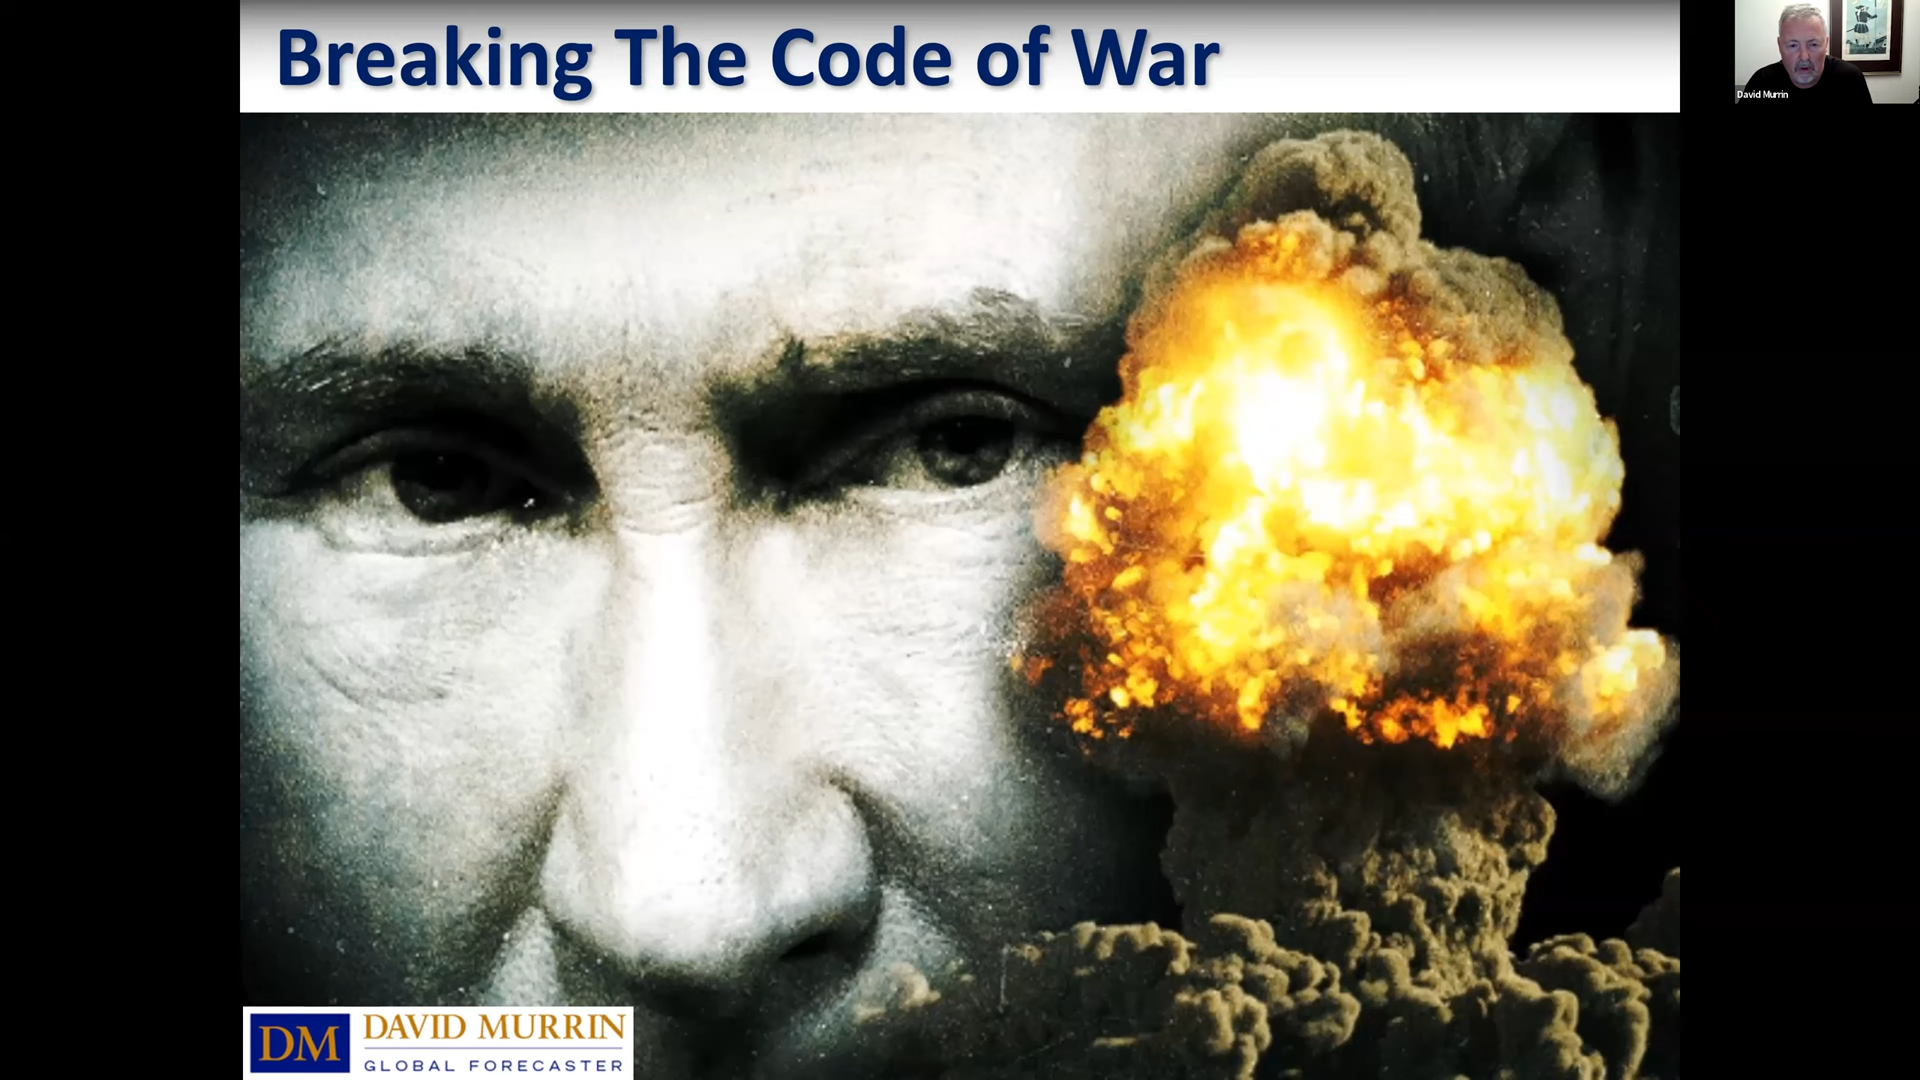 Breaking The Code of War
David Murrin
DM
DAVID MURRIN
GLOBAL FORECASTER